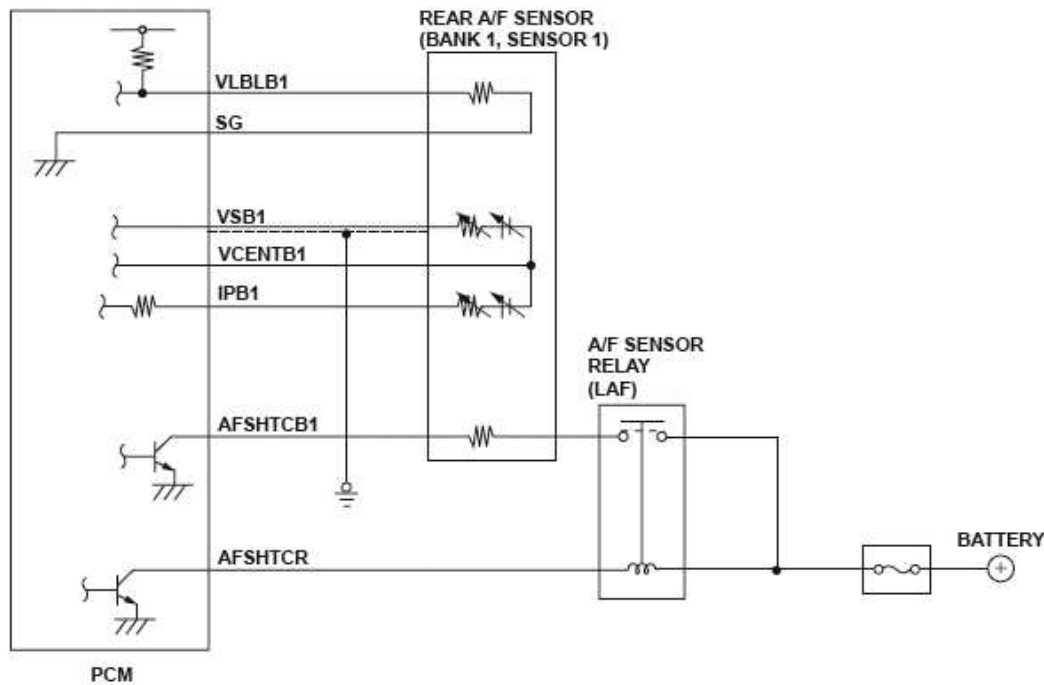 REAR A/F SENSOR
(BANK 1, SENSOR 1)
VLBLB1
SG
VSB1
VCENTB1
IPB1
A/F SENSOR
RELAY
(LAF)
AFSHTCB1
AFSHTCR
BATTERY
PCM